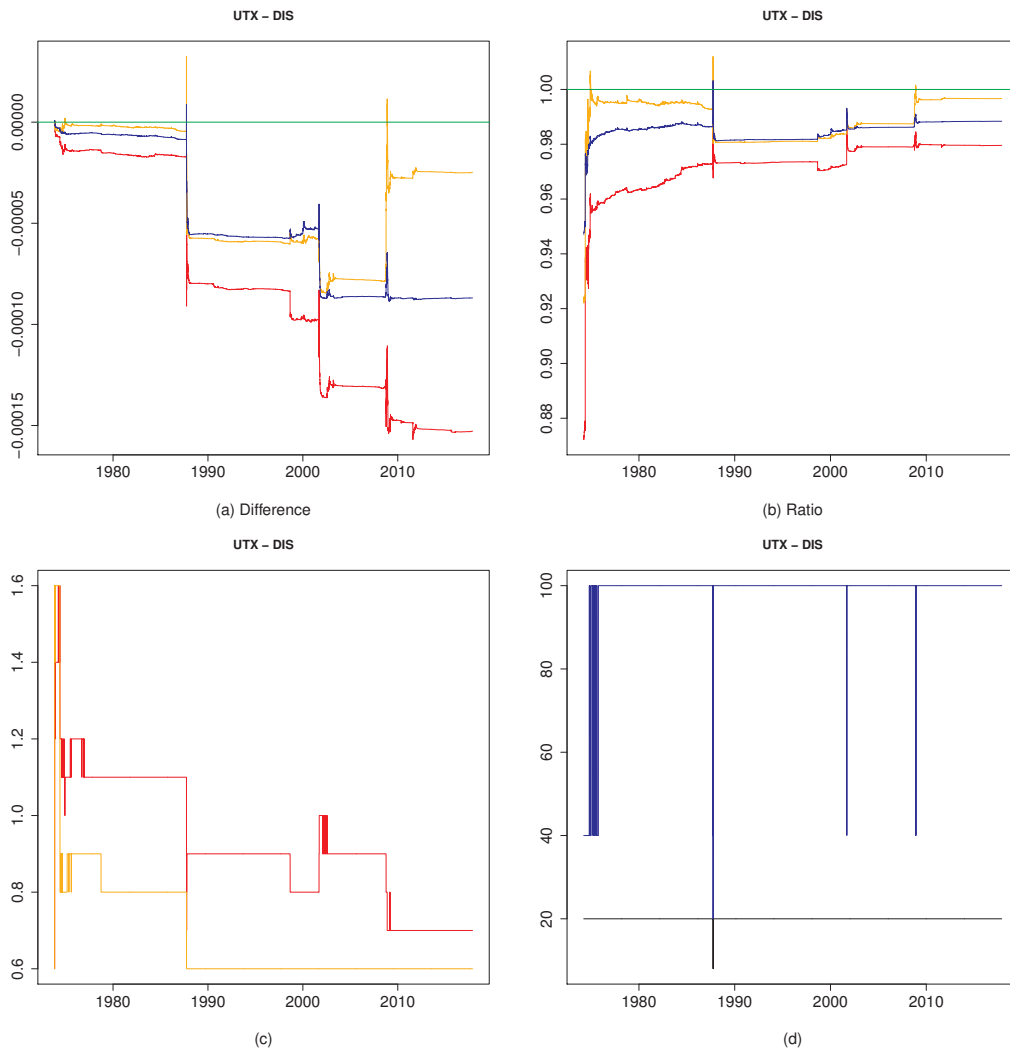 UTX − DIS
0.00000
−0.00005
−0.00010
−0.00015
1980 1990 2000 2010
(a) Difference
UTX − DIS
1.00
0.98
0.96
0.94
0.92
0.90
0.88
1980 1990 2000 2010
(b) Ratio
UTX − DIS
1.6
1.4
1.2
1.0
0.8
0.6
1980 1990 2000 2010
(c)
UTX − DIS
100
80
60
40
20
1980 1990 2000 2010
(d)